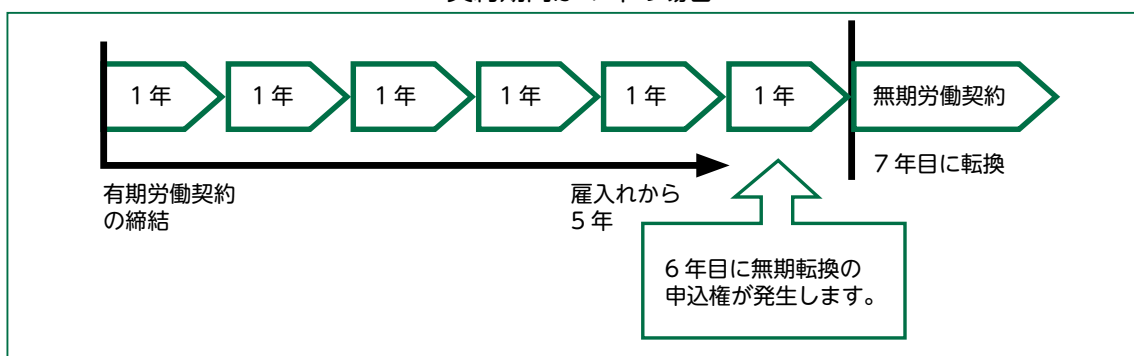 1年
1年
1年
1年
1年
1年
無期労働契約
7年目に転換
有期労働契約
の締結
雇入れから
5年
6年目に無期転換の
申込権が発生します。